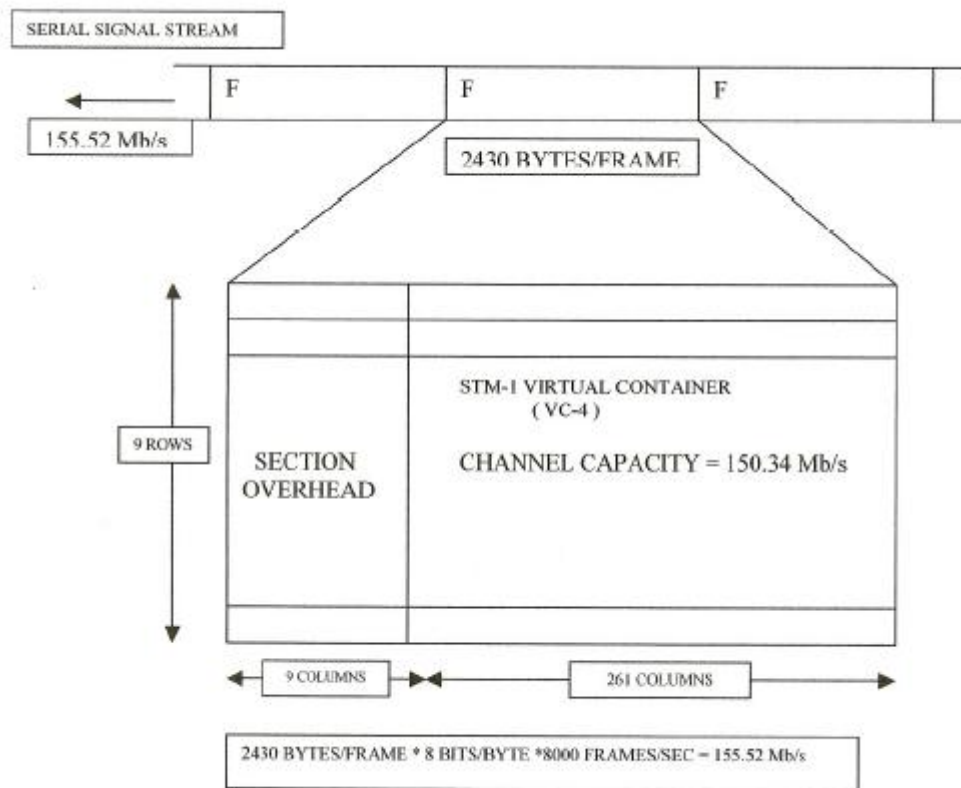 SERIAL SIGNAL STREAM
F
F
F
155.52 Mb/s
2430 BYTES/FRAME
STM-1 VIRTUAL CONTAINER
( VC-4 )
9 ROWS
SECTION
OVERHEAD
CHANNEL CAPACITY = 150.34 Mb/s
9 COLUMNS
261 COLUMNS
2430 BYTES/FRAME * 8 BITS/BYTE *8000 FRAMES/SEC = 155.52 Mb/s